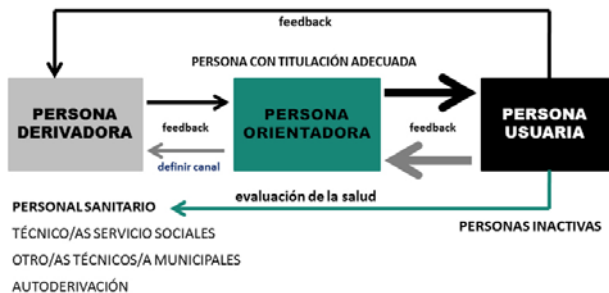 feedback
PERSONA CON TITULACIÓN ADECUADA
PERSONA
DERIVADORA
feedback
definir canal
PERSONA
ORIENTADORA
feedback
PERSONA
USUARIA
evaluación de la salud
PERSONAL SANITARIO
TÉCNICO/AS SERVICIO SOCIALES
OTRO/AS TÉCNICOS/A MUNICIPALES
AUTODERIVACIÓN
PERSONAS INACTIVAS